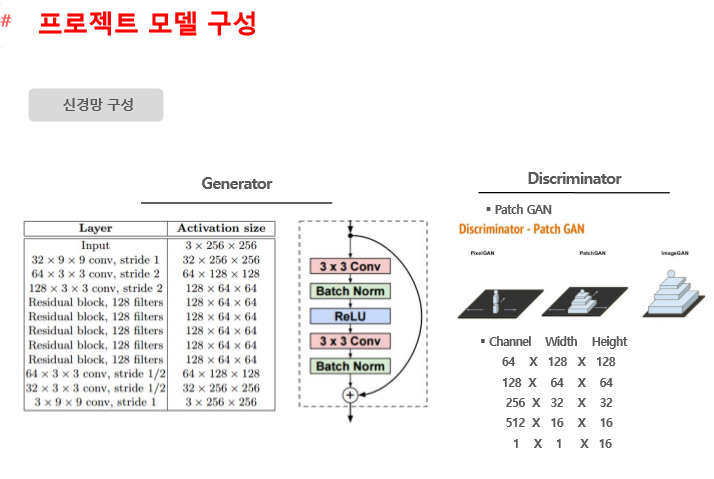 # 프로젝트 모델 구성
신경망 구성
Generator
Layer Activation size
Input 3 × 256 × 256
32 × 9 × 9 conv, stride 1 32 × 256 × 256
64 × 3 × 3 conv, stride 2 64 × 128 × 128
128 × 3 × 3 conv, stride 2 128 × 64 × 64
Residual block, 128 filters 128 × 64 × 64
Residual block, 128 filters 128 × 64 × 64
Residual block, 128 filters 128 × 64 × 64
Residual block, 128 filters 128 × 64 × 64
Residual block, 128 filters 128 × 64 × 64
64 × 3 × 3 conv, stride 1/2 64 × 128 × 128
32 × 3 × 3 conv, stride 1/2 32 × 256 × 256
3 × 9 × 9 conv, stride 1 3 × 256 × 256
3 x 3 Conv
Batch Norm
ReLU
3 x 3 Conv
Batch Norm
+
Discriminator
▪ Patch GAN
Discriminator - Patch GAN
PixelGAN PatchGAN ImageGAN
▪ Channel Width Height
64 X 128 X 128
128 X 64 X 64
256 X 32 X 32
512 X 16 X 16
1 X 1 X 16